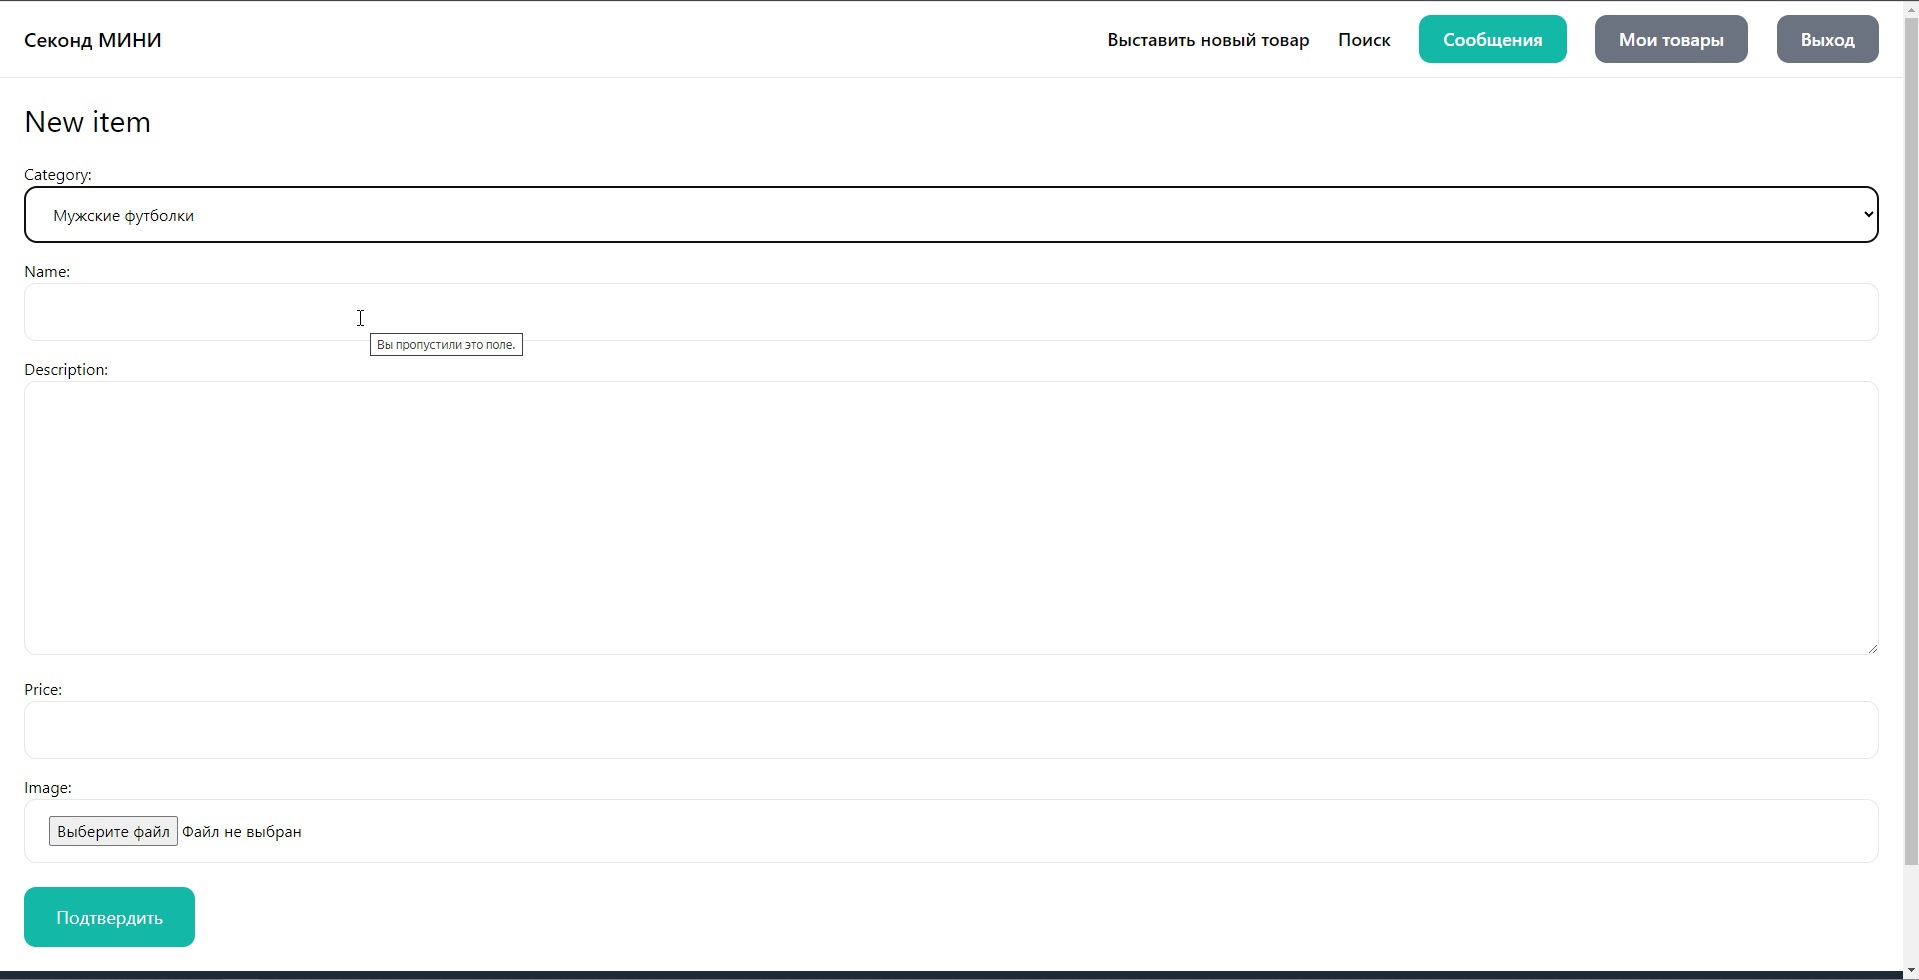 Секонд МИНИ
Выставить новый товар
Поиск
Сообщения
Мои товары
Выход
New item
Category:
Мужские футболки
Name:
Вы пропустили это поле.
Description:
Price:
Image:
Выберите файл Файл не выбран
Подтвердить